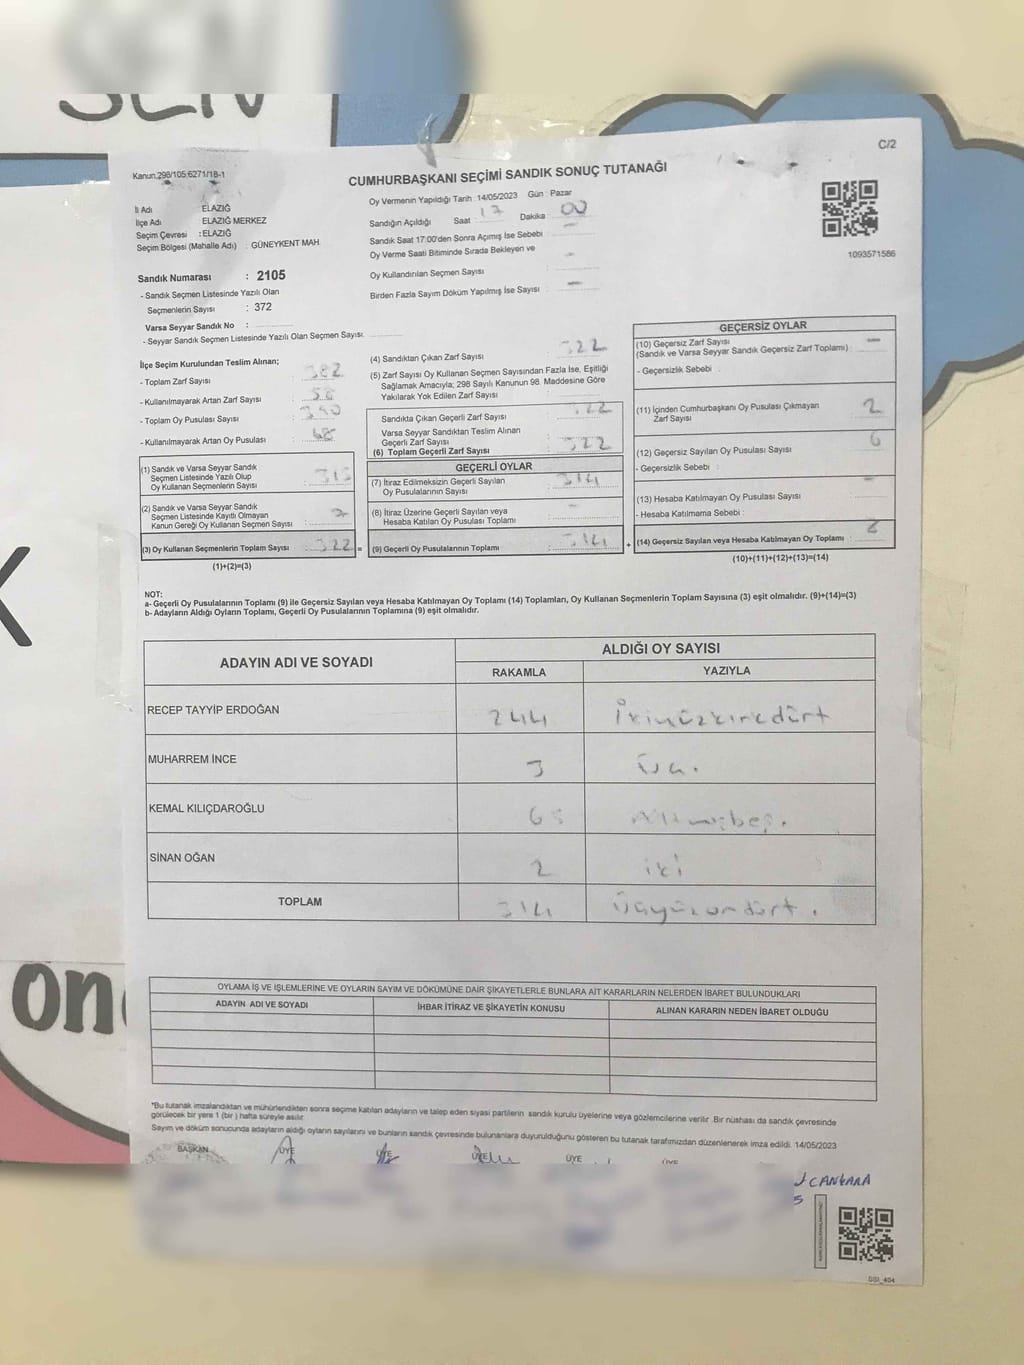 SEN
C/2
Kanun.298/105:6271/18-1
CUMHURBAŞKANI SEÇİMİ SANDIK SONUÇ TUTANAĞI
Oy Vermenin Yapıldığı Tarih : 14/05/2023 Gün : Pazar
İli Adı : ELAZIĞ
İlçe Adı : ELAZIĞ MERKEZ
Seçim Çevresi : ELAZIĞ
Seçim Bölgesi (Mahalle Adı) : GÜNEYKENT MAH.
Sandığın Açıldığı Saat : 17 Dakika : 00
Sandık Saat 17:00'den Sonra Açımış İse Sebebi : -
Oy Verme Saati Bitiminde Sırada Bekleyen ve
Oy Kullandırılan Seçmen Sayısı : -
Birden Fazla Sayım Döküm Yapılmış İse Sayısı : -
1093571586
Sandık Numarası : 2105
- Sandık Seçmen Listesinde Yazılı Olan
Seçmenlerin Sayısı : 372
Varsa Seyyar Sandık No :
- Seyyar Sandık Seçmen Listesinde Yazılı Olan Seçmen Sayısı:
İlçe Seçim Kurulundan Teslim Alınan;
- Toplam Zarf Sayısı : 382
- Kullanılmayarak Artan Zarf Sayısı :
- Toplam Oy Pusulası Sayısı : 390
- Kullanılmayarak Artan Oy Pusulası : 68
(1) Sandık ve Varsa Seyyar Sandık
Seçmen Listesinde Yazılı Olup
Oy Kullanan Seçmenlerin Sayısı :
(2) Sandık ve Varsa Seyyar Sandık
Seçmen Listesinde Kayıtlı Olmayan
Kanun Gereği Oy Kullanan Seçmen Sayısı :
(3) Oy Kullanan Seçmenlerin Toplam Sayısı : 322 =
(1)+(2)=(3)
(4) Sandıktan Çıkan Zarf Sayısı : 322
(5) Zarf Sayısı Oy Kullanan Seçmen Sayısından Fazla İse, Eşitliği
Sağlamak Amacıyla; 298 Sayılı Kanunun 98. Maddesine Göre
Yakılarak Yok Edilen Zarf Sayısı :
Sandıkta Çıkan Geçerli Zarf Sayısı : 322
Varsa Seyyar Sandıktan Teslim Alınan
Geçerli Zarf Sayısı :
(6) Toplam Geçerli Zarf Sayısı : 322
GEÇERLİ OYLAR
(7) İtiraz Edilmeksizin Geçerli Sayılan
Oy Pusulalarının Sayısı : 314
(8) İtiraz Üzerine Geçerli Sayılan veya
Hesaba Katılan Oy Pusulası Toplamı : -
(9) Geçerli Oy Pusulalarının Toplamı : 314 +
GEÇERSİZ OYLAR
(10) Geçersiz Zarf Sayısı
(Sandık ve Varsa Seyyar Sandık Geçersiz Zarf Toplamı) : -
- Geçersizlik Sebebi :
(11) İçinden Cumhurbaşkanı Oy Pusulası Çıkmayan
Zarf Sayısı : 2
(12) Geçersiz Sayılan Oy Pusulası Sayısı : 6
- Geçersizlik Sebebi :
(13) Hesaba Katılmayan Oy Pusulası Sayısı : -
- Hesaba Katılmama Sebebi :
(14) Geçersiz Sayılan veya Hesaba Katılmayan Oy Toplamı : 8
(10)+(11)+(12)+(13)=(14)
NOT:
a- Geçerli Oy Pusulalarının Toplamı (9) ile Geçersiz Sayılan veya Hesaba Katılmayan Oy Toplamı (14) Toplamları, Oy Kullanan Seçmenlerin Toplam Sayısına (3) eşit olmalıdır. (9)+(14)=(3)
b- Adayların Aldığı Oyların Toplamı, Geçerli Oy Pusulalarının Toplamına (9) eşit olmalıdır.
ADAYIN ADI VE SOYADI ALDIĞI OY SAYISI
RAKAMLA YAZIYLA
RECEP TAYYİP ERDOĞAN 244 İkiyüzkırkdört
MUHARREM İNCE 3 Üç.
KEMAL KILIÇDAROĞLU 65 Altmışbeş.
SİNAN OĞAN 2 iki
TOPLAM 314 Üçyüzondört.
OYLAMA İŞ VE İŞLEMLERİNE VE OYLARIN SAYIM VE DÖKÜMÜNE DAİR ŞİKAYETLERLE BUNLARA AİT KARARLARIN NELERDEN İBARET BULUNDUKLARI
ADAYIN ADI VE SOYADI İHBAR İTİRAZ VE ŞİKAYETİN KONUSU ALINAN KARARIN NEDEN İBARET OLDUĞU
*Bu tutanak imzalandıktan ve mühürlendikten sonra seçime katılan adayların ve talep eden siyasi partilerin sandık kurulu üyelerine veya gözlemcilerine verilir. Bir nüshası da sandık çevresinde
görülecek bir yere 1 (bir) hafta süreyle asılır.
Sayım ve döküm sonucunda adayların aldığı oyların sayılarını ve bunların sandık çevresinde bulunanlara duyurulduğunu gösteren bu tutanak tarafımızdan düzenlenerek imza edildi. 14/05/2023
BAŞKAN ÜYE ÜYE ÜYE ÜYE ÜYE
CANKARA
SSI_404
K
on